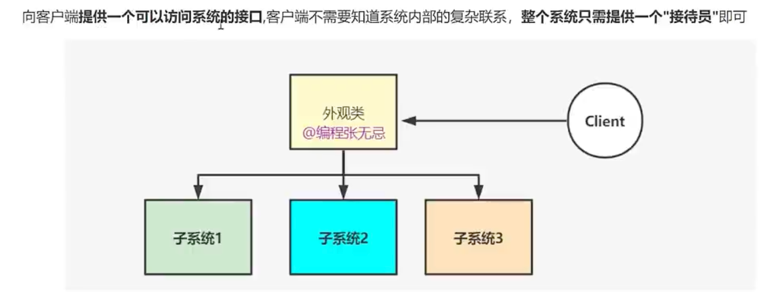 向客户端提供一个可以访问系统的接口,客户端不需要知道系统内部的复杂联系，整个系统只需提供一个"接待员"即可
外观类
@编程张无忌
Client
子系统1
子系统2
子系统3